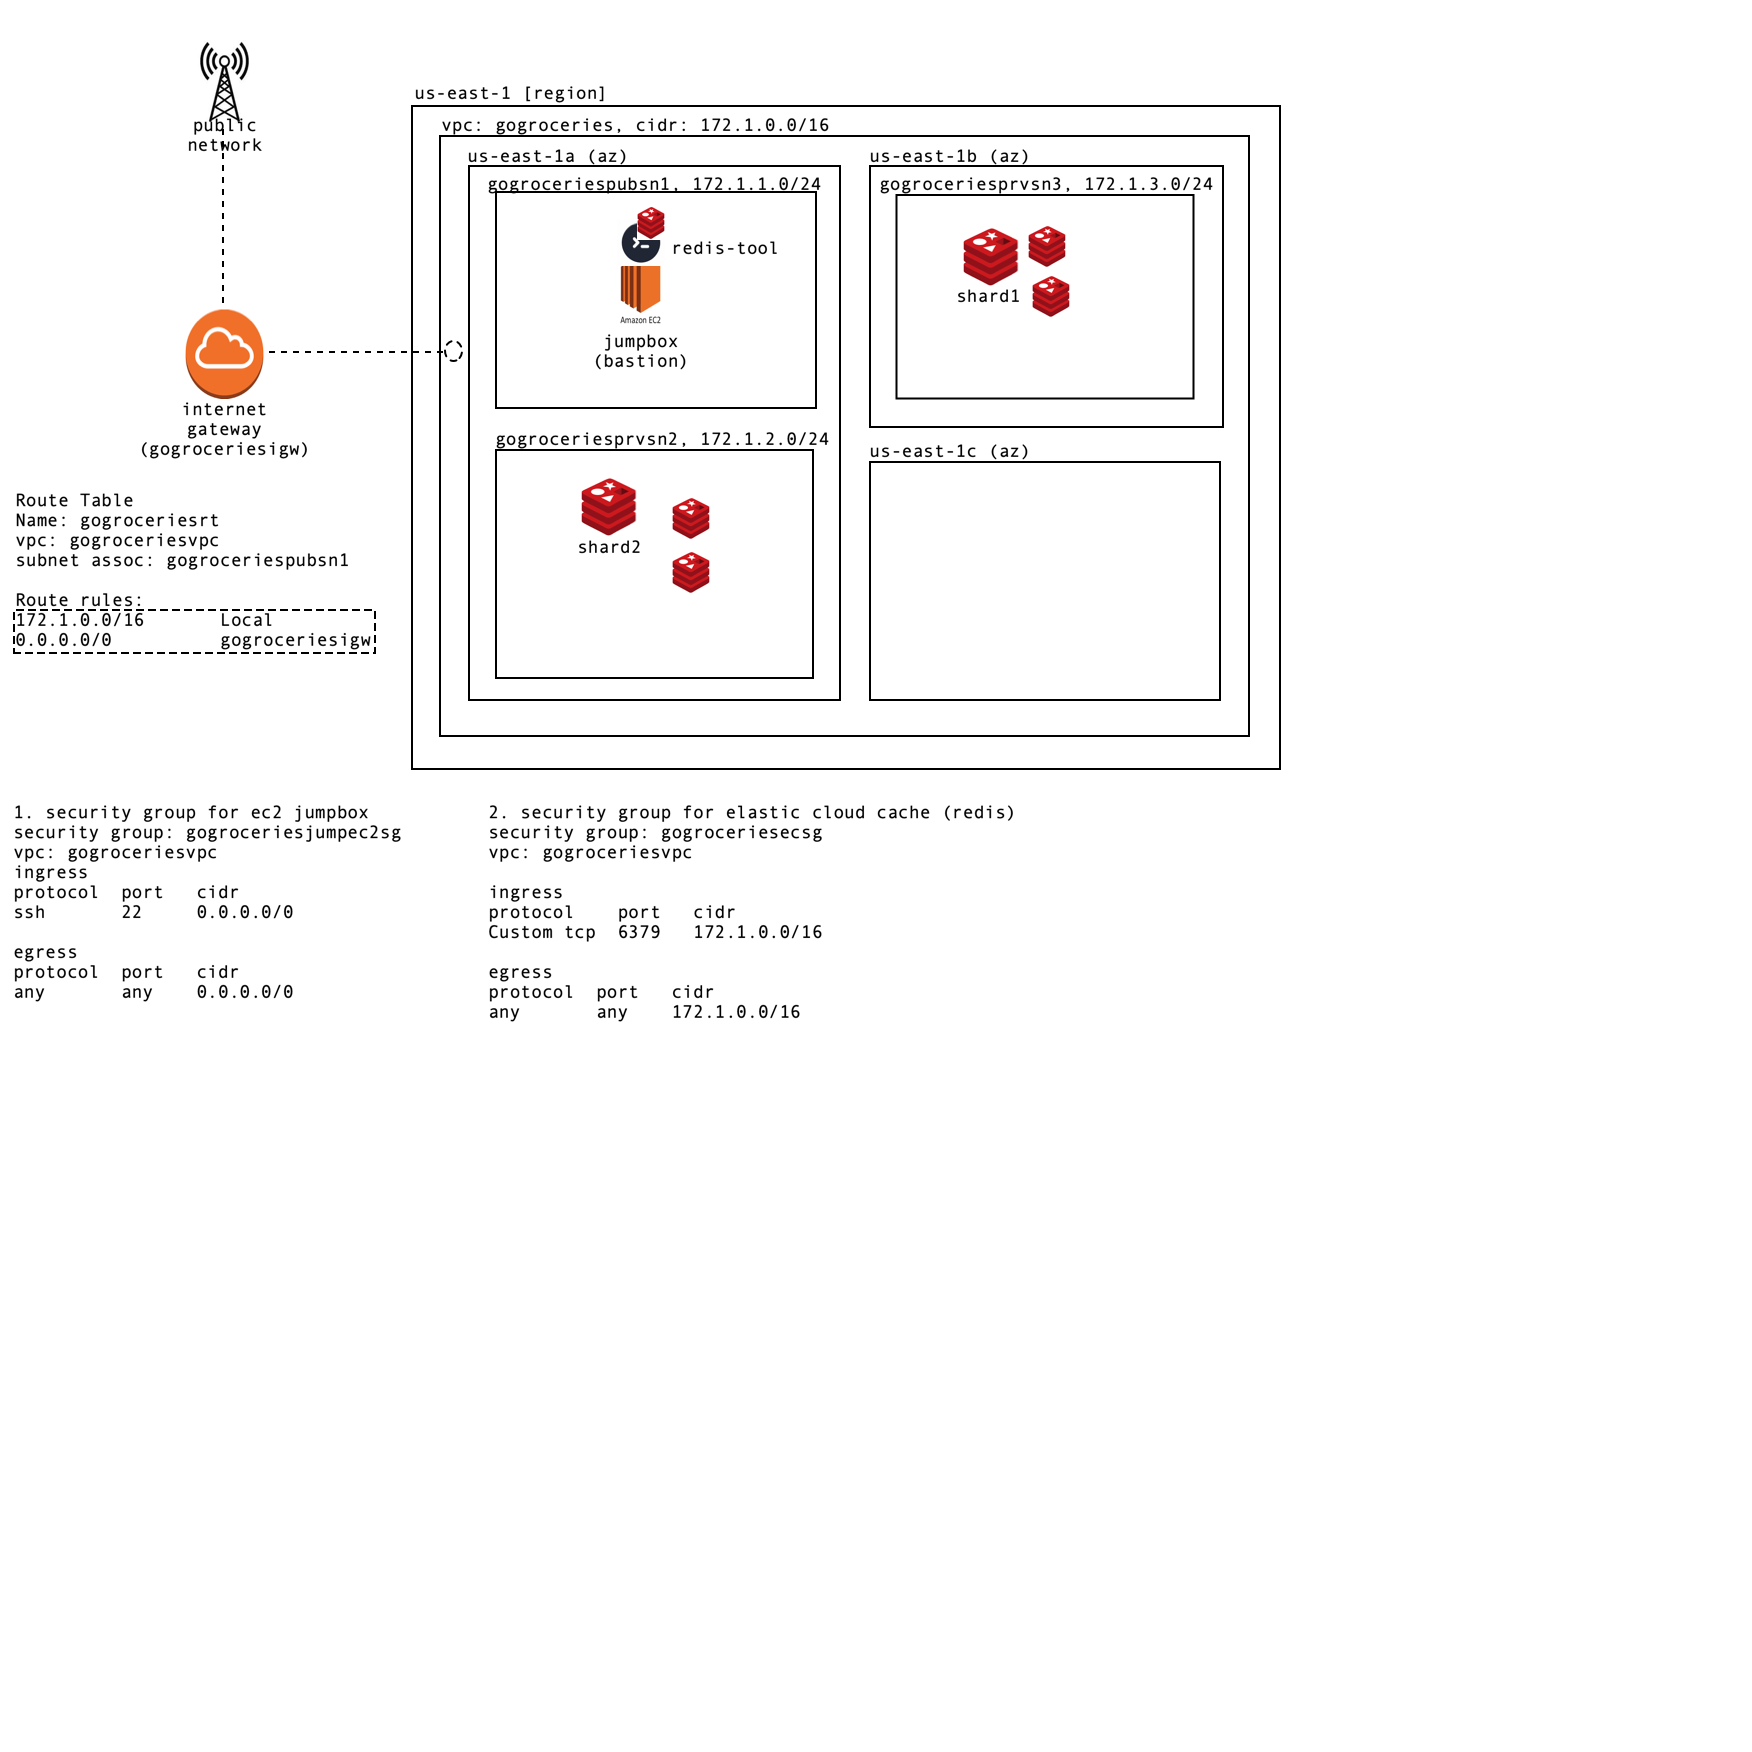 public
network
us-east-1 [region]
vpc: gogroceries, cidr: 172.1.0.0/16
us-east-1a (az)
gogroceriespubsn1, 172.1.1.0/24
redis-tool
Amazon EC2
jumpbox
(bastion)
gogroceriesprvsn2, 172.1.2.0/24
shard2
us-east-1b (az)
gogroceriesprvsn3, 172.1.3.0/24
shard1
us-east-1c (az)
internet
gateway
(gogroceriesigw)
Route Table
Name: gogroceriesrt
vpc: gogroceriesvpc
subnet assoc: gogroceriespubsn1
Route rules:
172.1.0.0/16 Local
0.0.0.0/0 gogroceriesigw
1. security group for ec2 jumpbox
security group: gogroceriesjumpec2sg
vpc: gogroceriesvpc
ingress
protocol port cidr
ssh 22 0.0.0.0/0
egress
protocol port cidr
any any 0.0.0.0/0
2. security group for elastic cloud cache (redis)
security group: gogroceriesecsg
vpc: gogroceriesvpc
ingress
protocol port cidr
Custom tcp 6379 172.1.0.0/16
egress
protocol port cidr
any any 172.1.0.0/16